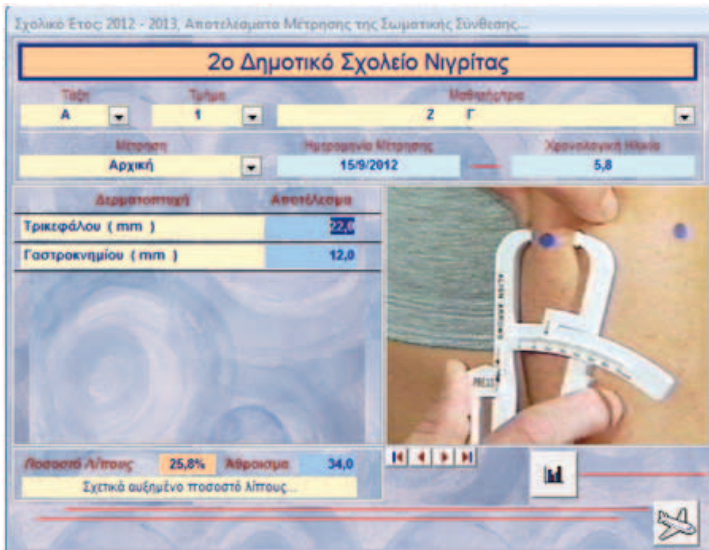 Σχολικό Ετος: 2012 - 2013, Αποτελέσματα Μέτρησης της Σωματικής Σύνθεσης...
2ο Δημοτικό Σχολείο Νιγρίτας
Τάξη Τμήμα Μαθητής/τρια
Α 1 Ζ Γ
Μέτρηση Ημερομηνία Μέτρησης Χρονολογική Ηλικία
Αρχική 15/9/2012 5,8
Δερματοπτυχή Αποτέλεσμα
Τρικεφάλου ( mm ) 22,0
Γαστροκνημίου ( mm ) 12,0
PRESS
Ποσοστό Λίπους 25,8% Άθροισμα 34,0
Σχετικά αυξημένο ποσοστό λίπους...